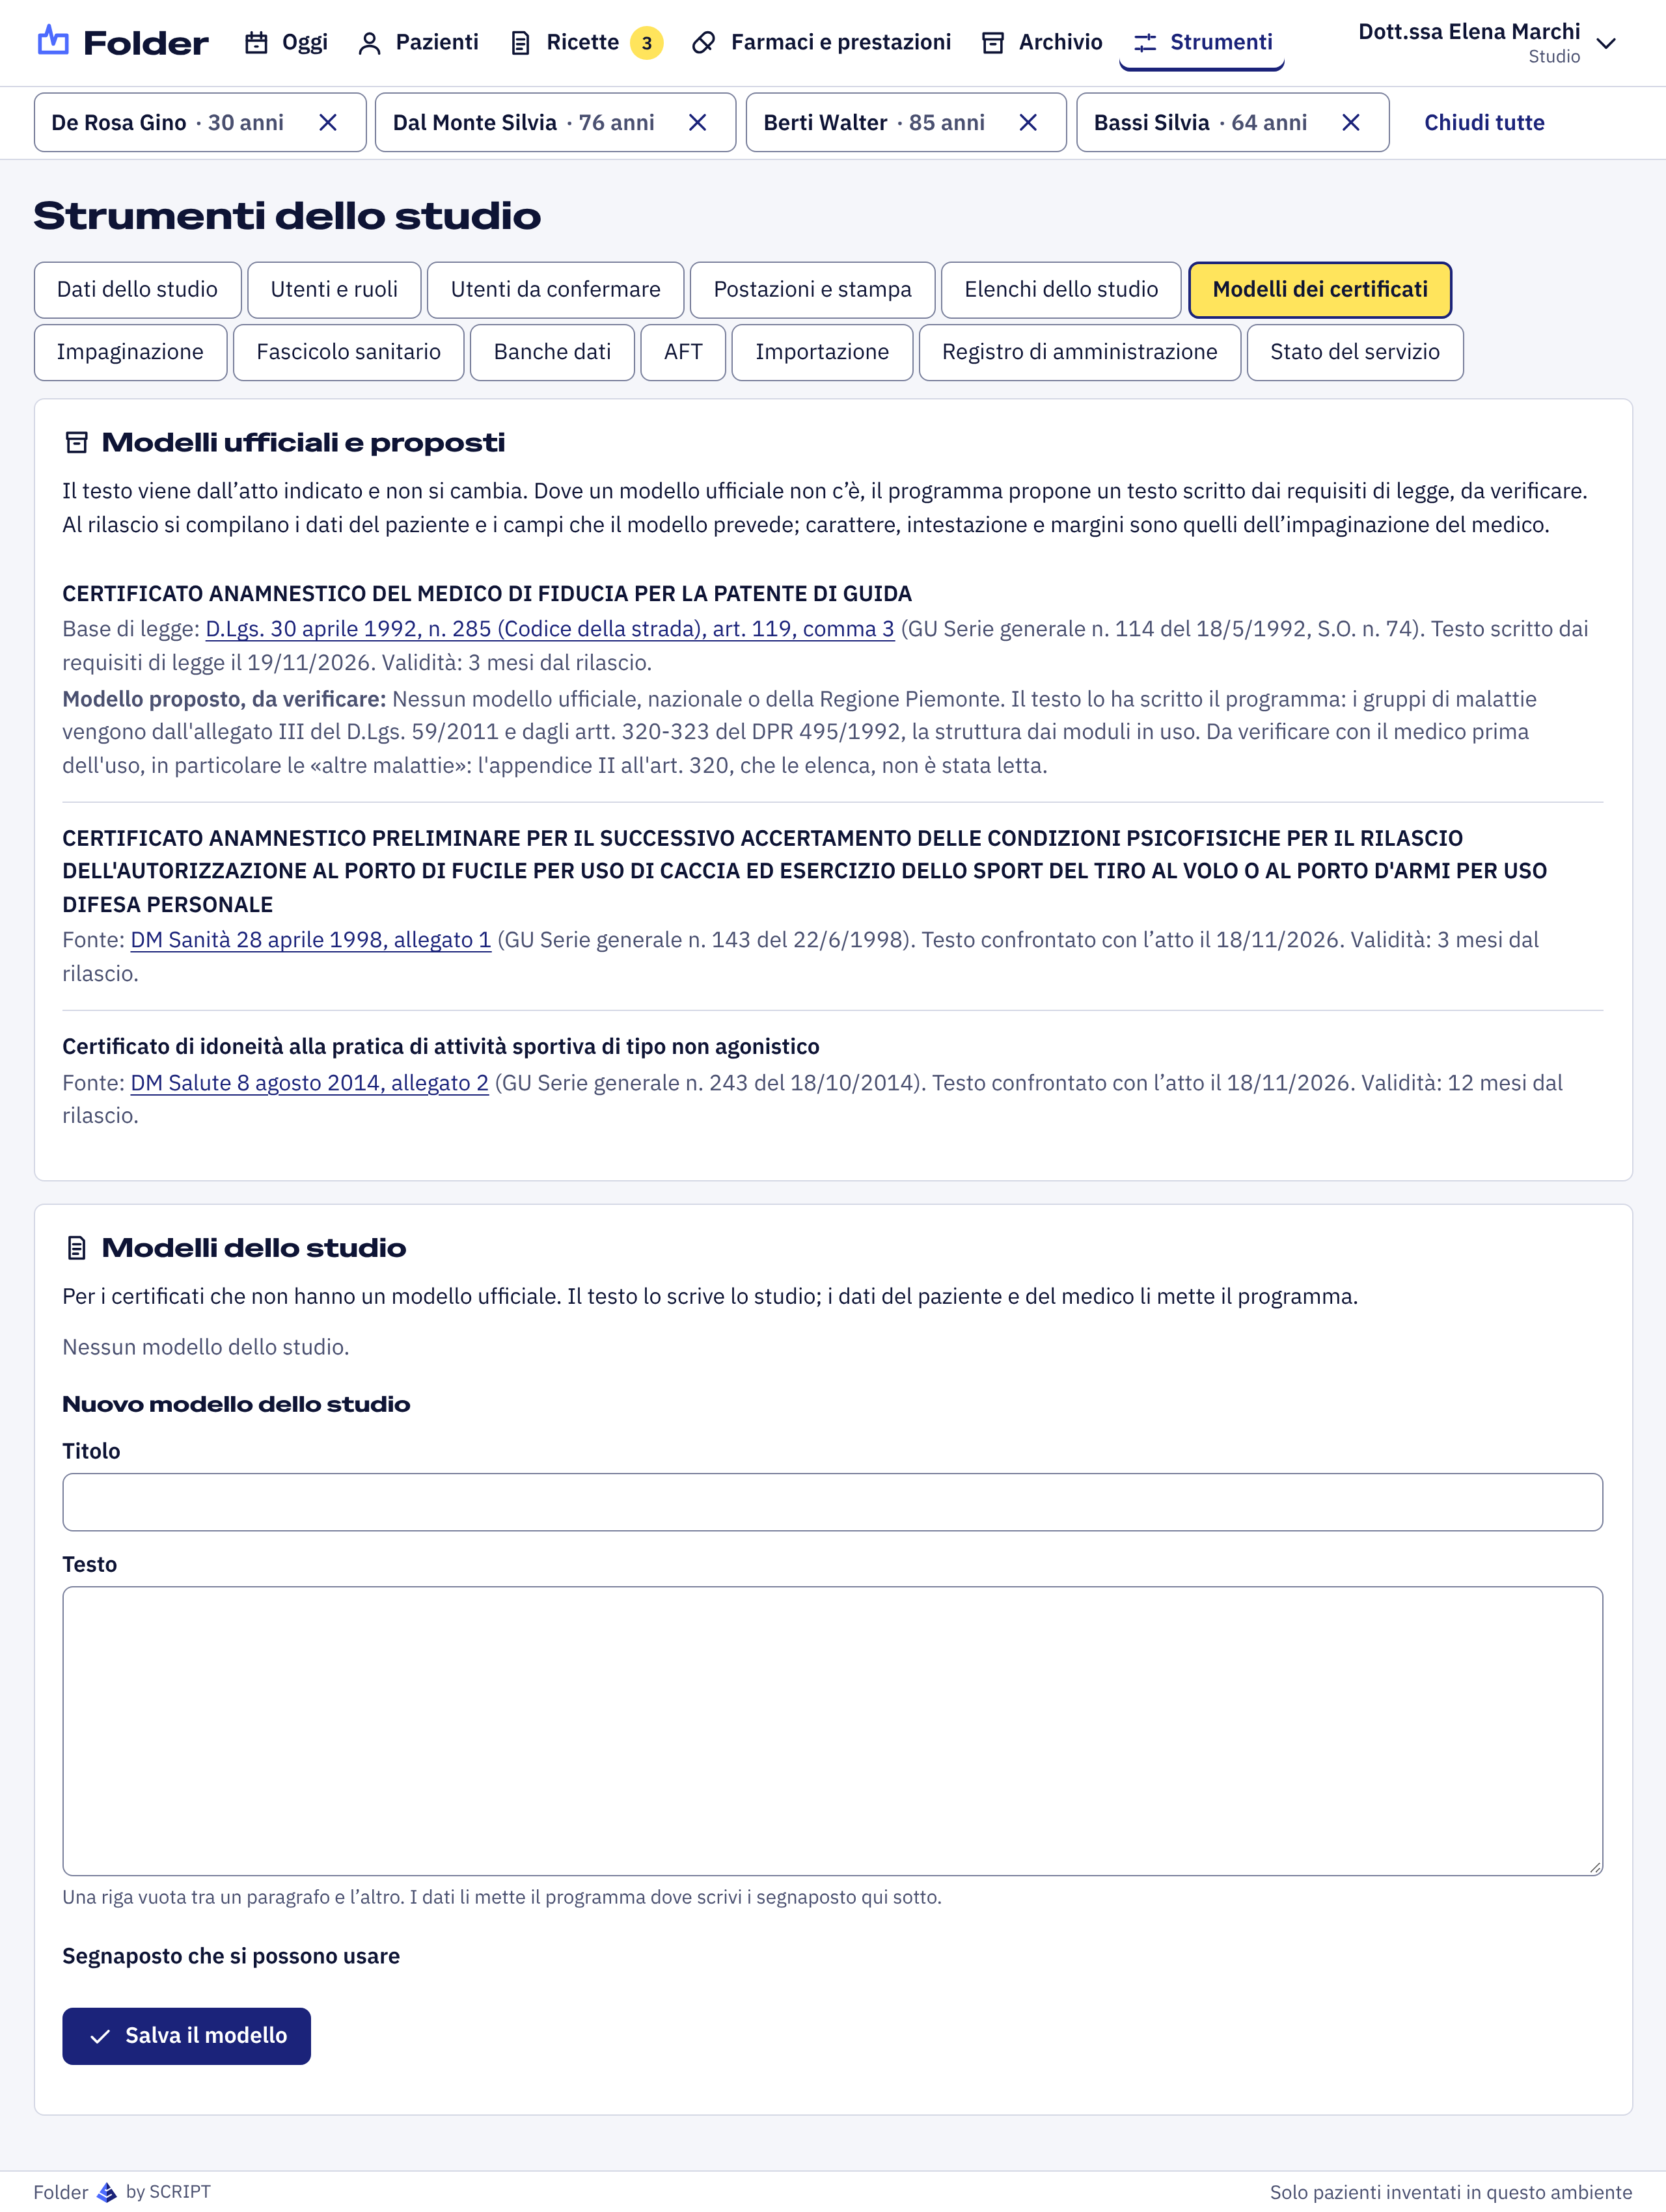 Folder
Oggi
Pazienti
Ricette 3
Farmaci e prestazioni
Archivio
Strumenti
Dott.ssa Elena Marchi
Studio
De Rosa Gino · 30 anni
Dal Monte Silvia · 76 anni
Berti Walter · 85 anni
Bassi Silvia · 64 anni
Chiudi tutte
Strumenti dello studio
Dati dello studio
Utenti e ruoli
Utenti da confermare
Postazioni e stampa
Elenchi dello studio
Modelli dei certificati
Impaginazione
Fascicolo sanitario
Banche dati
AFT
Importazione
Registro di amministrazione
Stato del servizio
Modelli ufficiali e proposti
Il testo viene dall’atto indicato e non si cambia. Dove un modello ufficiale non c’è, il programma propone un testo scritto dai requisiti di legge, da verificare.
Al rilascio si compilano i dati del paziente e i campi che il modello prevede; carattere, intestazione e margini sono quelli dell’impaginazione del medico.
CERTIFICATO ANAMNESTICO DEL MEDICO DI FIDUCIA PER LA PATENTE DI GUIDA
Base di legge: D.Lgs. 30 aprile 1992, n. 285 (Codice della strada), art. 119, comma 3 (GU Serie generale n. 114 del 18/5/1992, S.O. n. 74). Testo scritto dai
requisiti di legge il 19/11/2026. Validità: 3 mesi dal rilascio.
Modello proposto, da verificare: Nessun modello ufficiale, nazionale o della Regione Piemonte. Il testo lo ha scritto il programma: i gruppi di malattie
vengono dall'allegato III del D.Lgs. 59/2011 e dagli artt. 320-323 del DPR 495/1992, la struttura dai moduli in uso. Da verificare con il medico prima
dell'uso, in particolare le «altre malattie»: l'appendice II all'art. 320, che le elenca, non è stata letta.
CERTIFICATO ANAMNESTICO PRELIMINARE PER IL SUCCESSIVO ACCERTAMENTO DELLE CONDIZIONI PSICOFISICHE PER IL RILASCIO
DELL'AUTORIZZAZIONE AL PORTO DI FUCILE PER USO DI CACCIA ED ESERCIZIO DELLO SPORT DEL TIRO AL VOLO O AL PORTO D'ARMI PER USO
DIFESA PERSONALE
Fonte: DM Sanità 28 aprile 1998, allegato 1 (GU Serie generale n. 143 del 22/6/1998). Testo confrontato con l’atto il 18/11/2026. Validità: 3 mesi dal
rilascio.
Certificato di idoneità alla pratica di attività sportiva di tipo non agonistico
Fonte: DM Salute 8 agosto 2014, allegato 2 (GU Serie generale n. 243 del 18/10/2014). Testo confrontato con l’atto il 18/11/2026. Validità: 12 mesi dal
rilascio.
Modelli dello studio
Per i certificati che non hanno un modello ufficiale. Il testo lo scrive lo studio; i dati del paziente e del medico li mette il programma.
Nessun modello dello studio.
Nuovo modello dello studio
Titolo
Testo
Una riga vuota tra un paragrafo e l’altro. I dati li mette il programma dove scrivi i segnaposto qui sotto.
Segnaposto che si possono usare
Salva il modello
Folder by SCRIPT
Solo pazienti inventati in questo ambiente